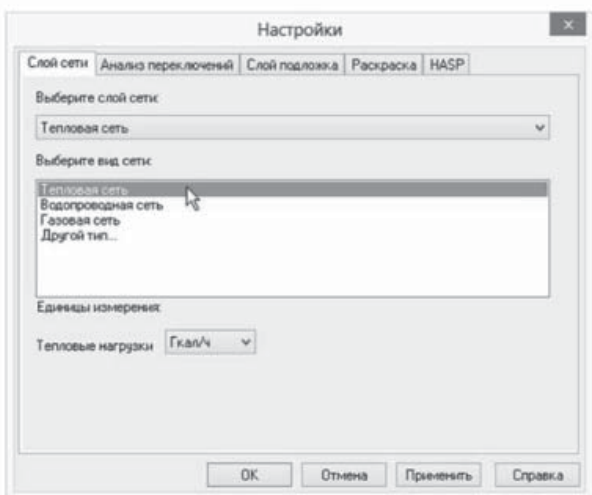 Настройки
Слой сети Анализ переключений Слой подложка Раскраска HASP
Выберите слой сети:
Тепловая сеть
Выберите вид сети:
Тепловая сеть
Водопроводная сеть
Газовая сеть
Другой тип...
Единицы измерения:
Тепловые нагрузки Гкал/ч
OK Отмена Применить Справка